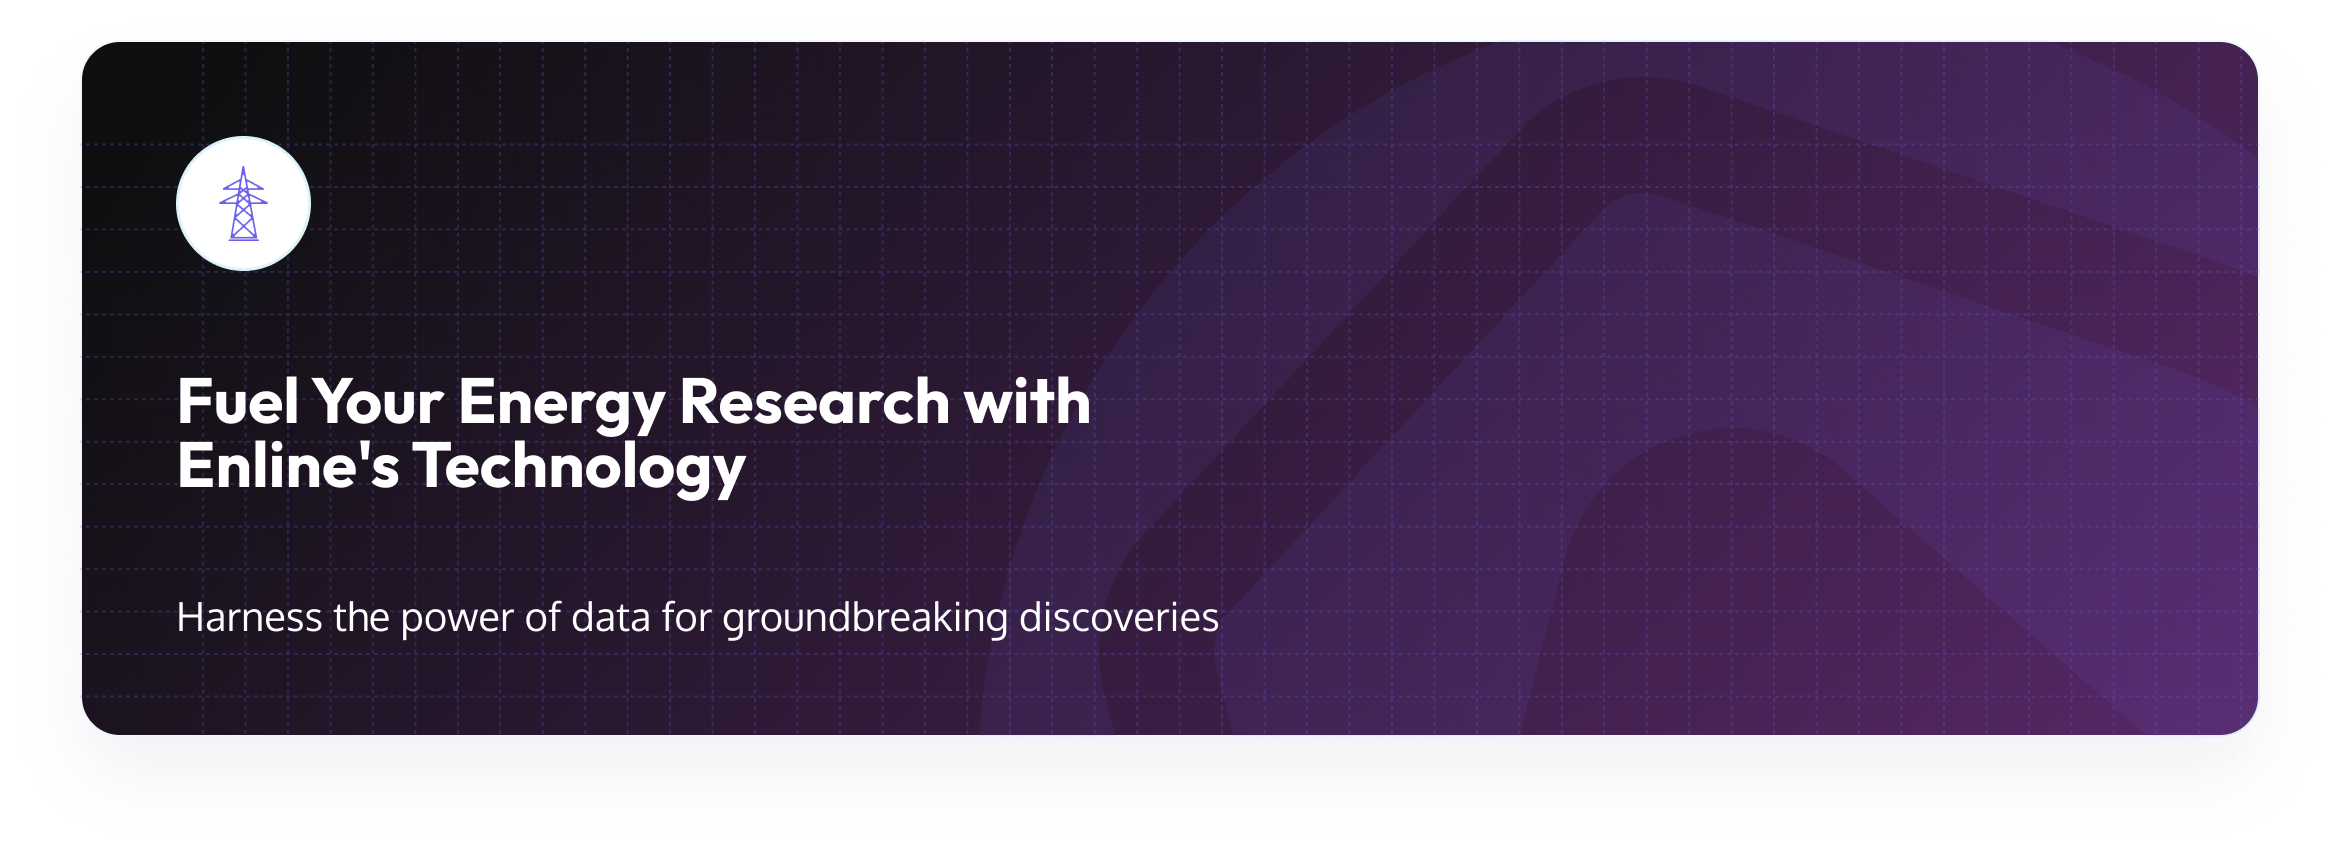 Fuel Your Energy Research with
Enline's Technology
Harness the power of data for groundbreaking discoveries